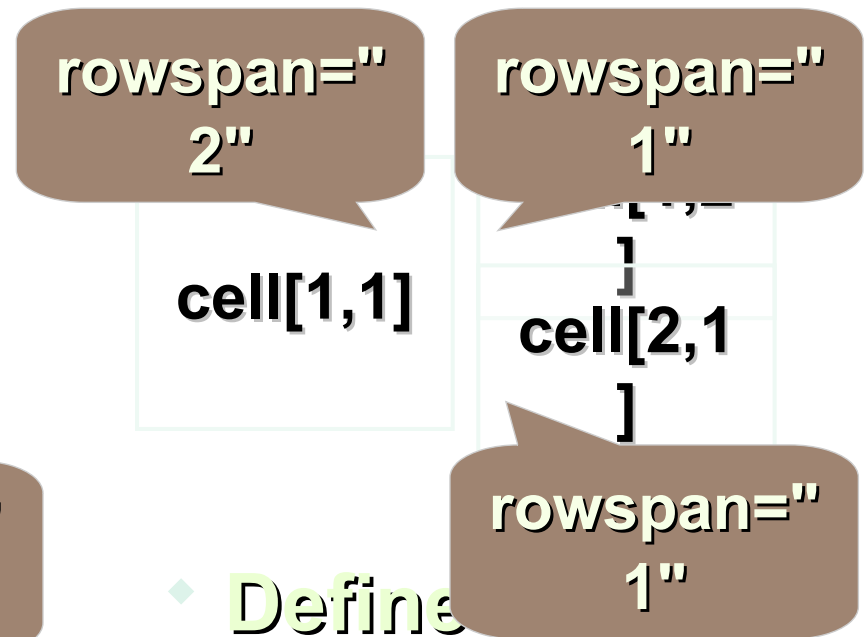 rowspan="
2"
rowspan="
1"
]
cell[1,1]
cell[2,1
]
rowspan="
1"
Define